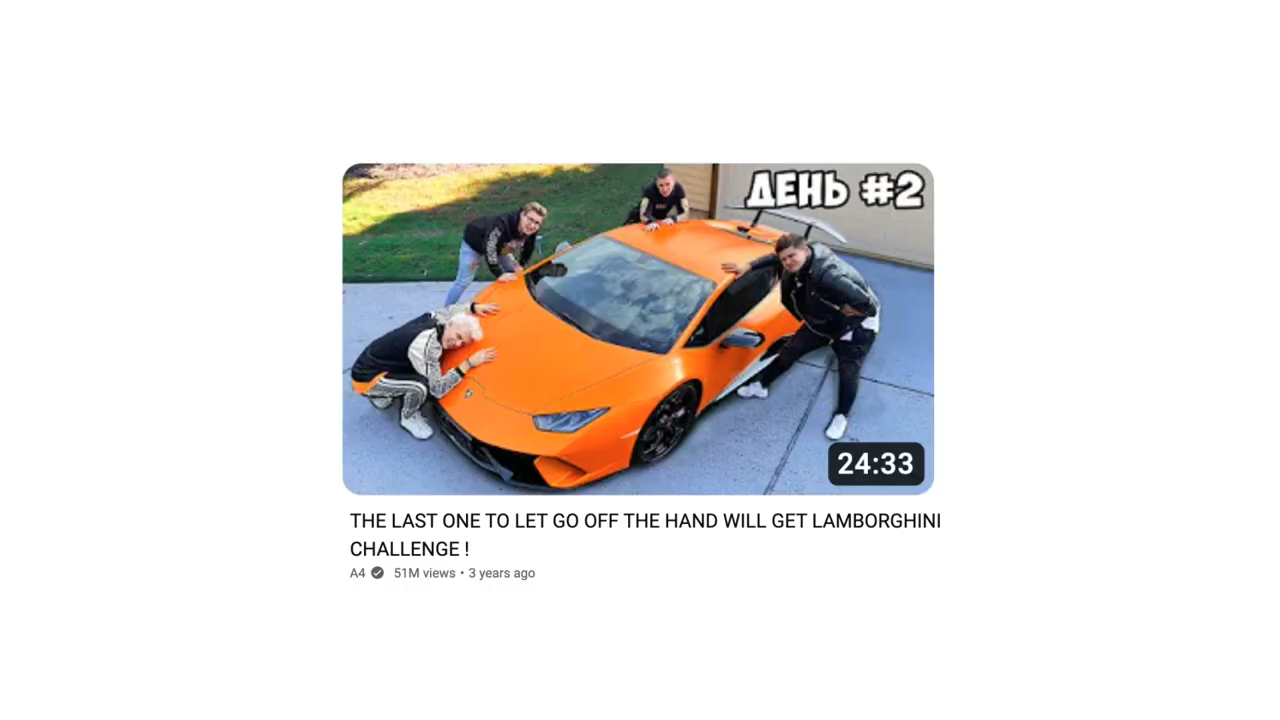 ДЕНЬ #2
24:33
THE LAST ONE TO LET GO OFF THE HAND WILL GET LAMBORGHINI
CHALLENGE !
A4 51M views • 3 years ago